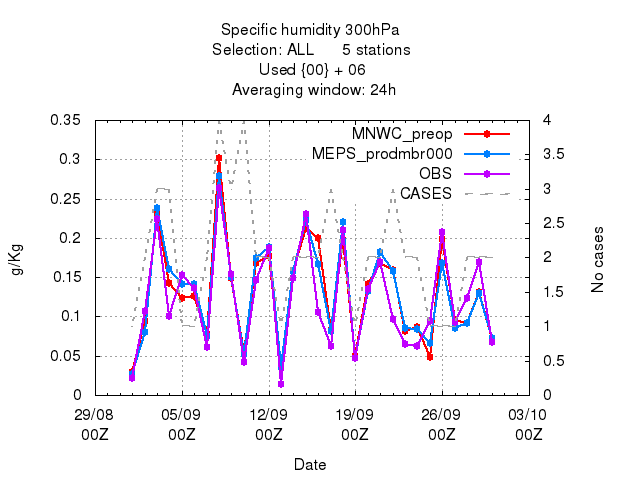 Specific humidity 300hPa
Selection: ALL 5 stations
Used {00} + 06
Averaging window: 24h
MNWC_preop
MEPS_prodmbr000
OBS
CASES
g/Kg
0.35
0.3
0.25
0.2
0.15
0.1
0.05
0
4
3.5
3
2.5
2
1.5
1
0.5
0
No cases
29/08 05/09 12/09 19/09 26/09 03/10
00Z 00Z 00Z 00Z 00Z 00Z
Date